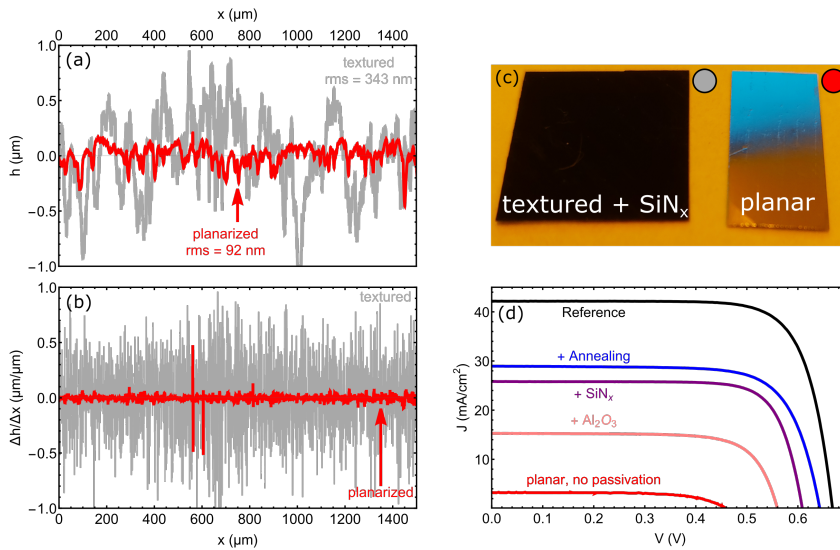 x (µm)
0 200 400 600 800 1000 1200 1400
(a)
textured
rms = 343 nm
1.0
0.5
0.0
-0.5
-1.0
h (µm)
planarized
rms = 92 nm
(b)
textured
1.0
0.5
0.0
-0.5
-1.0
Δh/Δx (µm/µm)
planarized
0 200 400 600 800 1000 1200 1400
x (µm)
(c)
textured + SiNx
planar
(d)
Reference
+ Annealing
+ SiNx
+ Al2O3
planar, no passivation
40
30
20
10
J (mA/cm²)
0.0 0.1 0.2 0.3 0.4 0.5 0.6
V (V)